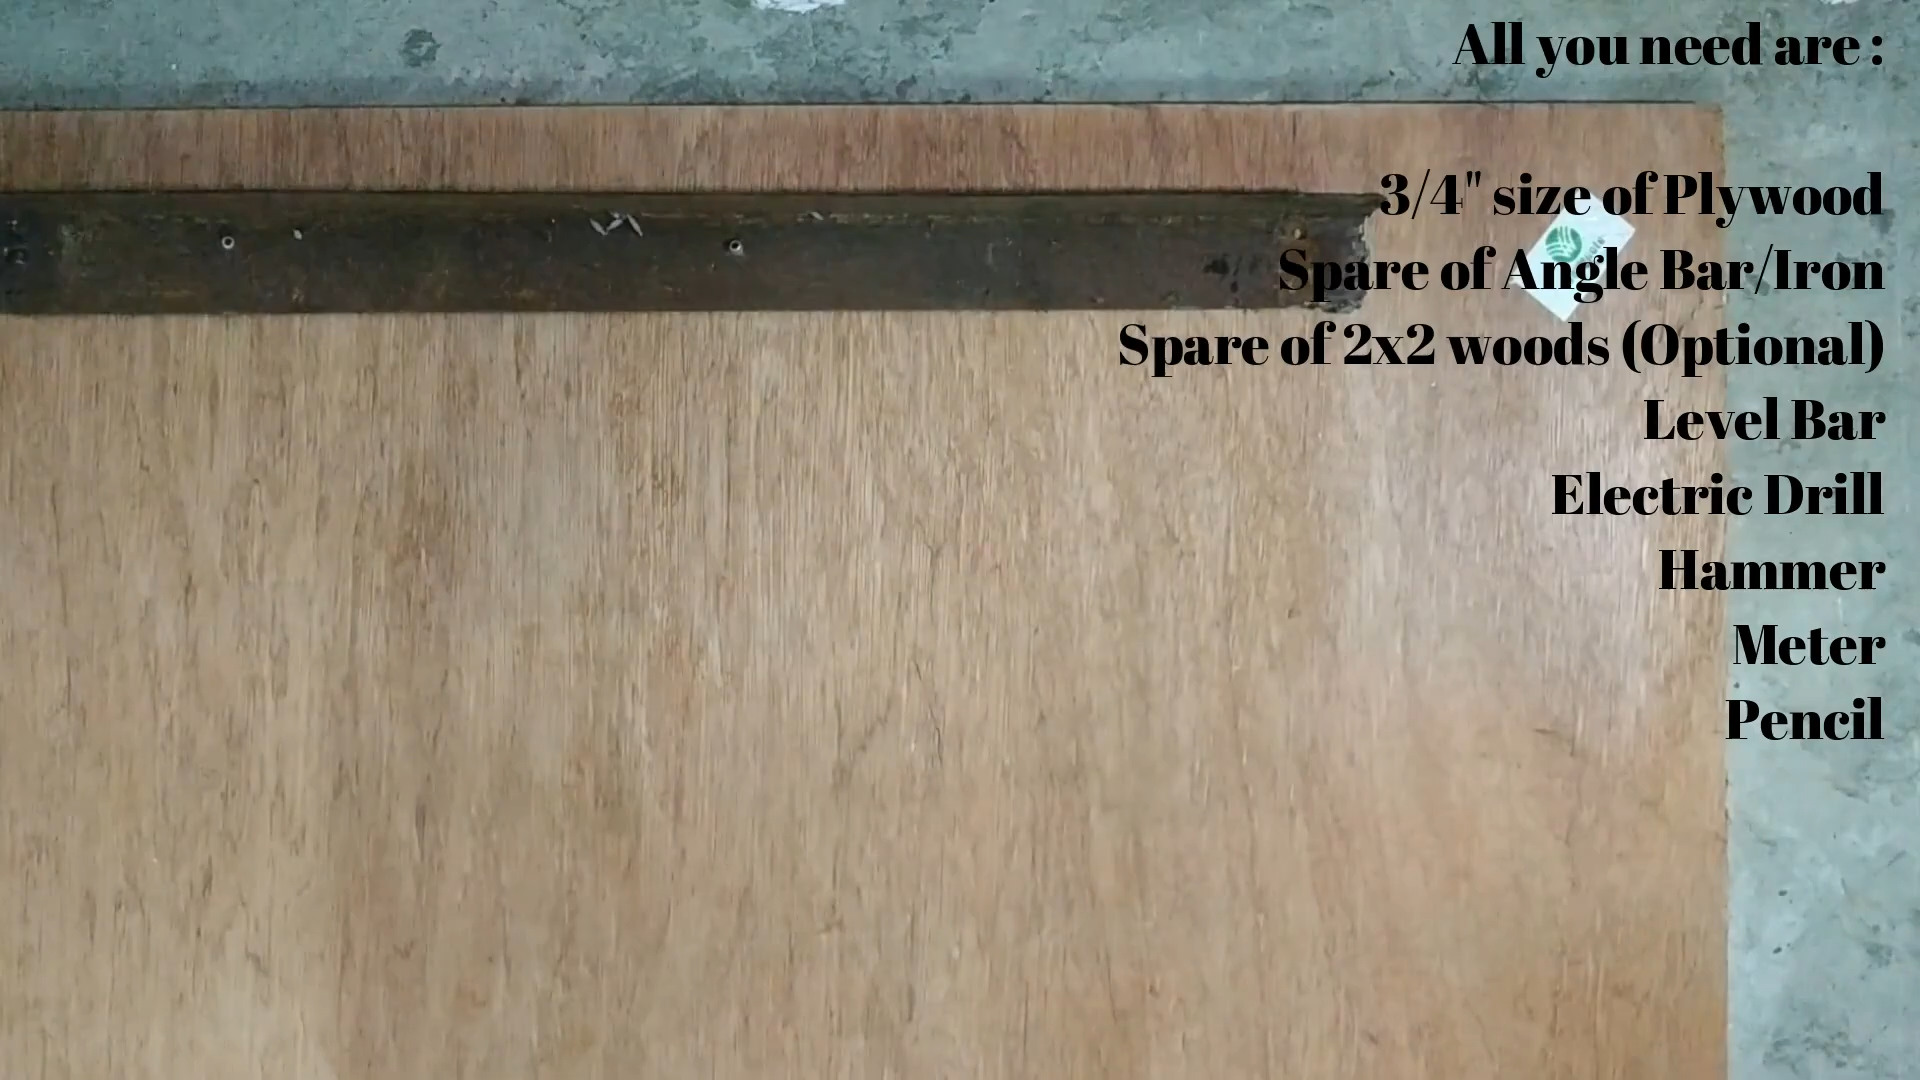 All you need are :
3/4" size of Plywood
Spare of Angle Bar/Iron
Spare of 2x2 woods (Optional)
Level Bar
Electric Drill
Hammer
Meter
Pencil